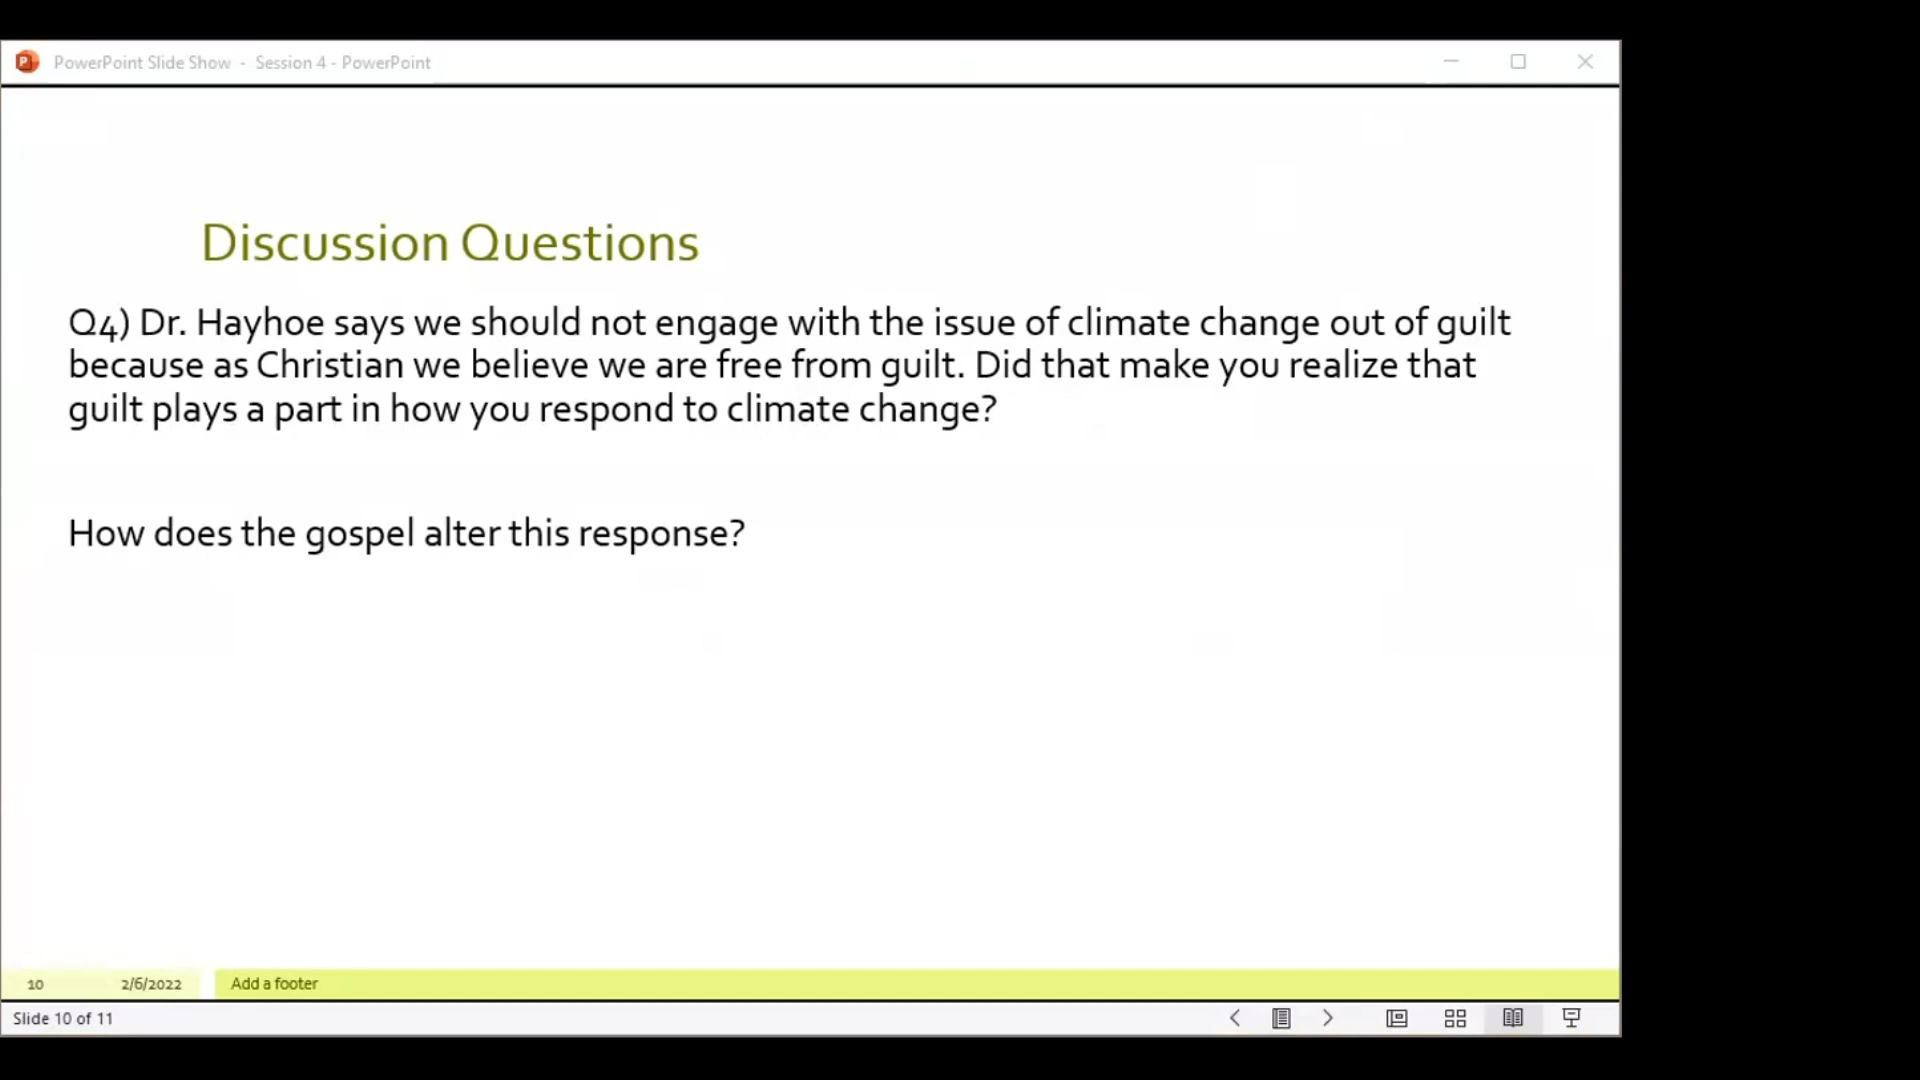 PowerPoint Slide Show - Session 4 - PowerPoint
Discussion Questions
Q4) Dr. Hayhoe says we should not engage with the issue of climate change out of guilt
because as Christian we believe we are free from guilt. Did that make you realize that
guilt plays a part in how you respond to climate change?
How does the gospel alter this response?
10 2/6/2022 Add a footer
Slide 10 of 11